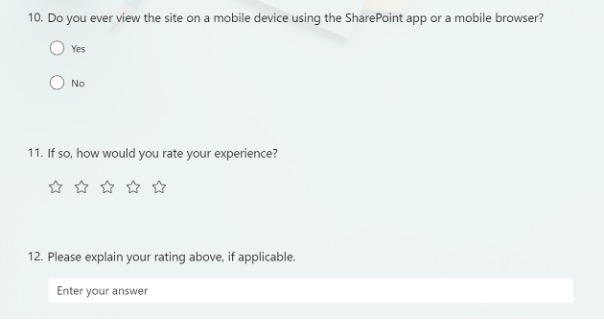 10. Do you ever view the site on a mobile device using the SharePoint app or a mobile browser?
Yes
No
11. If so, how would you rate your experience?
12. Please explain your rating above, if applicable.
Enter your answer